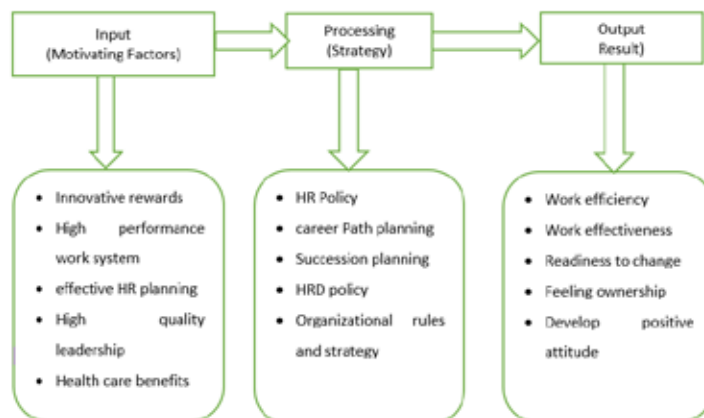 Input
(Motivating Factors)
Processing
(Strategy)
Output
Result)
• Innovative rewards
• High performance
work system
• effective HR planning
• High quality
leadership
• Health care benefits
• HR Policy
• career Path planning
• Succession planning
• HRD policy
• Organizational rules
and strategy
• Work efficiency
• Work effectiveness
• Readiness to change
• Feeling ownership
• Develop positive
attitude